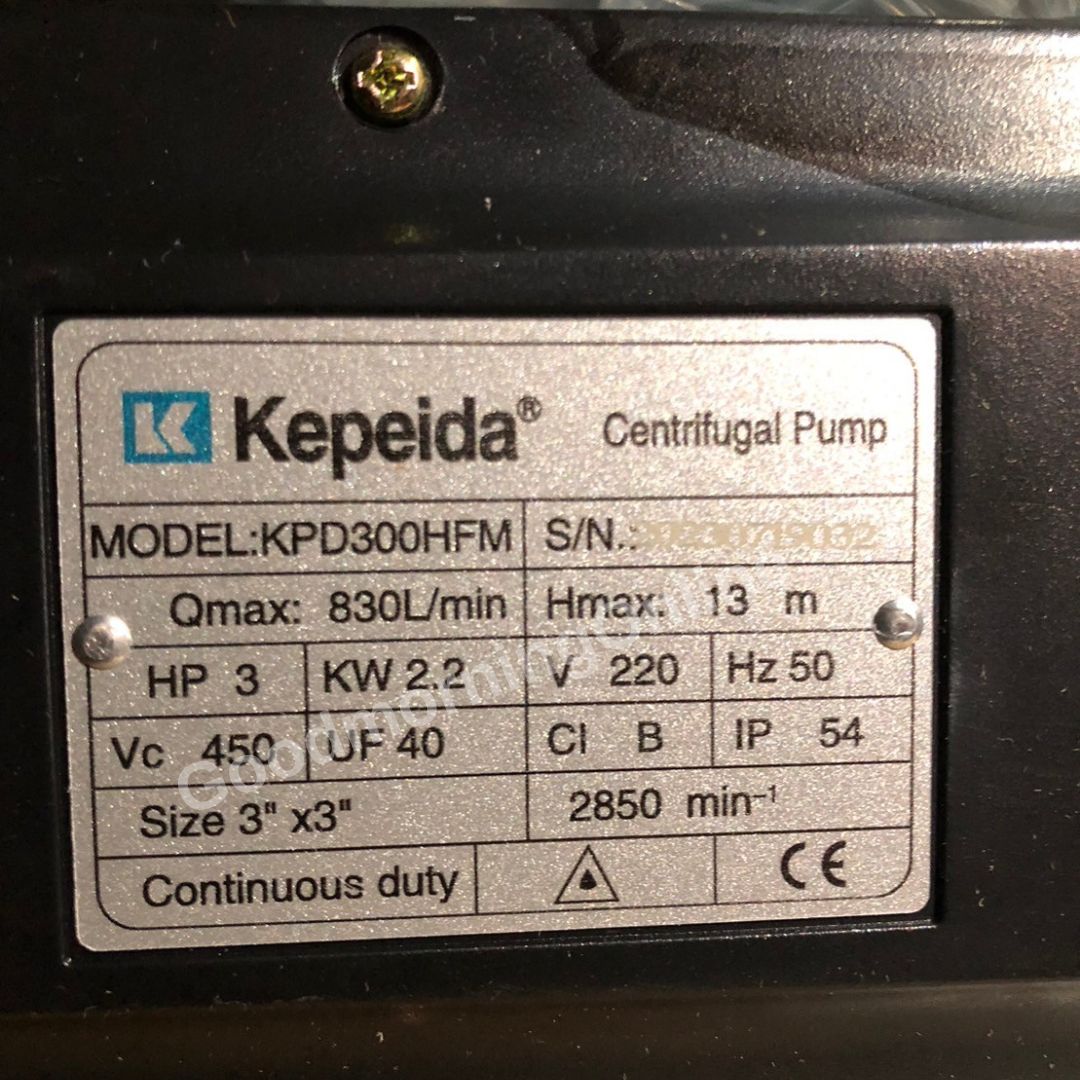 Kepeida® Centrifugal Pump
MODEL:KPD300HFM S/N.:
Qmax: 830L/min Hmax: 13 m
HP 3 KW 2.2 V 220 Hz 50
Vc 450 UF 40 Cl B IP 54
Size 3" x3" 2850 min⁻¹
Continuous duty CE